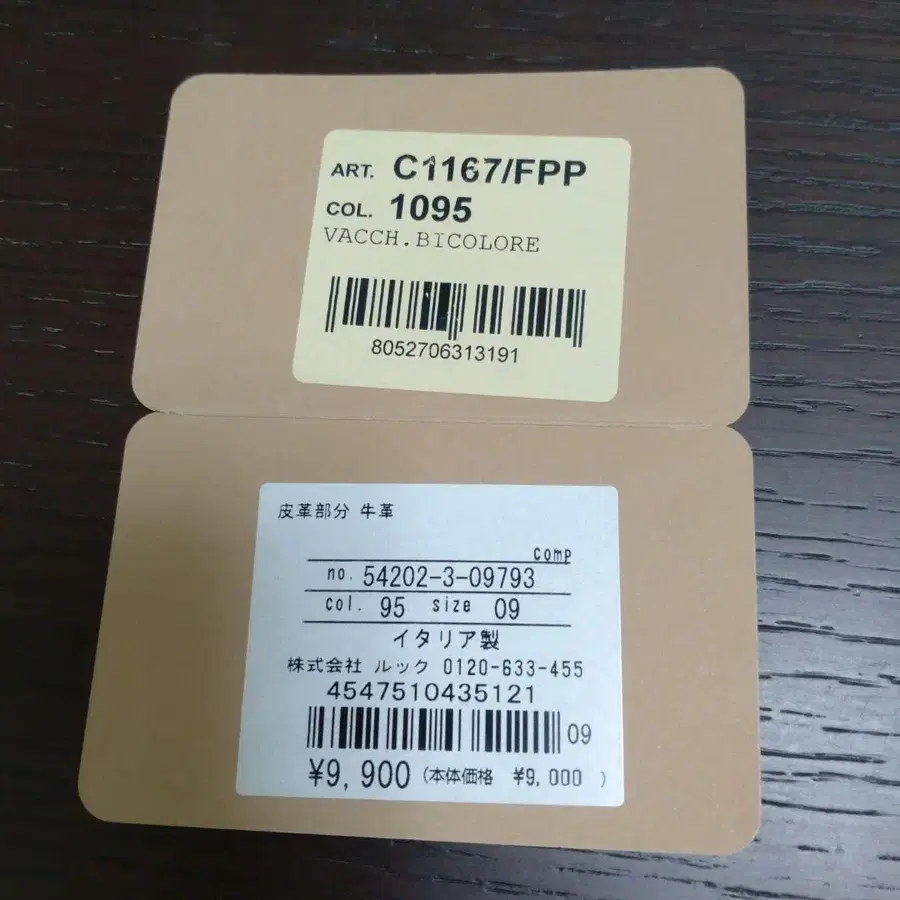 ART. C1167/FPP
COL. 1095
VACCH.BICOLORE
8052706313191
皮革部分 牛革
comp
no. 54202-3-09793
col. 95 size 09
イタリア製
株式会社 ルック 0120-633-455
4547510435121
09
¥9,900 (本体価格 ¥9,000 )